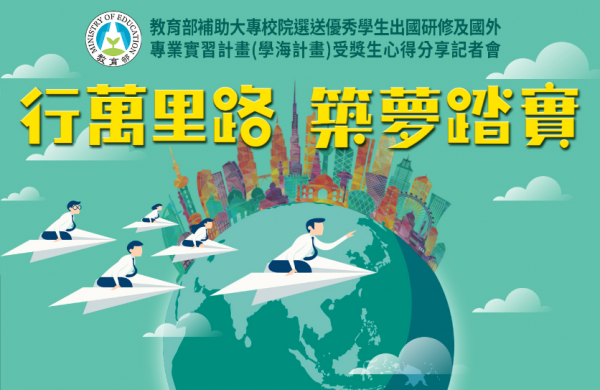 MINISTRY OF EDUCATION
教育部
教育部補助大專校院選送優秀學生出國研修及國外
專業實習計畫(學海計畫)受獎生心得分享記者會
行萬里路 築夢踏實